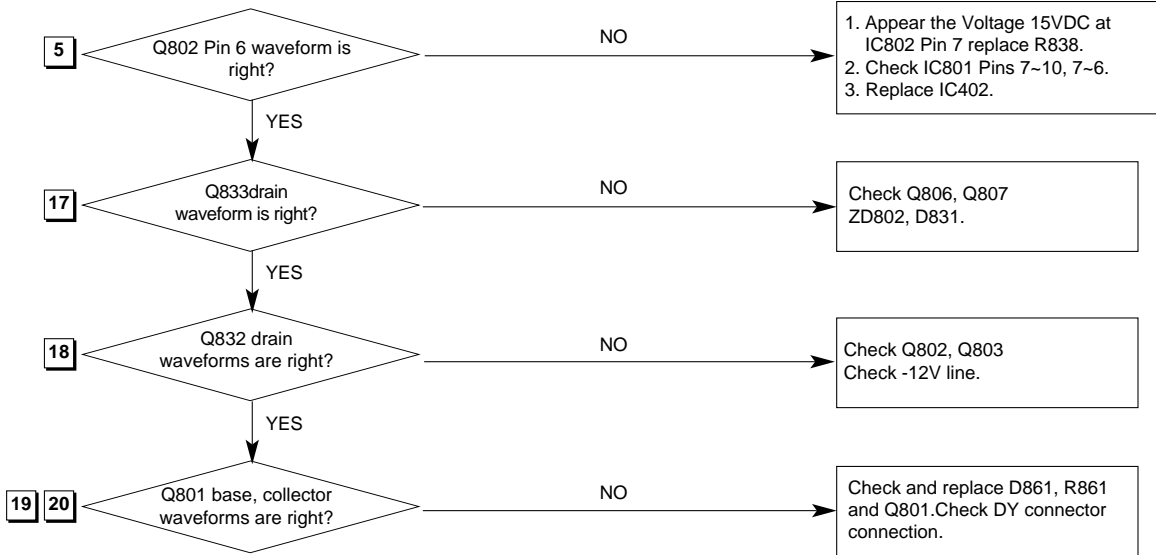 5
Q802 Pin 6 waveform is
right?
NO
1. Appear the Voltage 15VDC at
IC802 Pin 7 replace R838.
2. Check IC801 Pins 7~10, 7~6.
3. Replace IC402.
YES
17
Q833drain
waveform is right?
NO
Check Q806, Q807
ZD802, D831.
YES
18
Q832 drain
waveforms are right?
NO
Check Q802, Q803
Check -12V line.
YES
19 20
Q801 base, collector
waveforms are right?
NO
Check and replace D861, R861
and Q801.Check DY connector
connection.